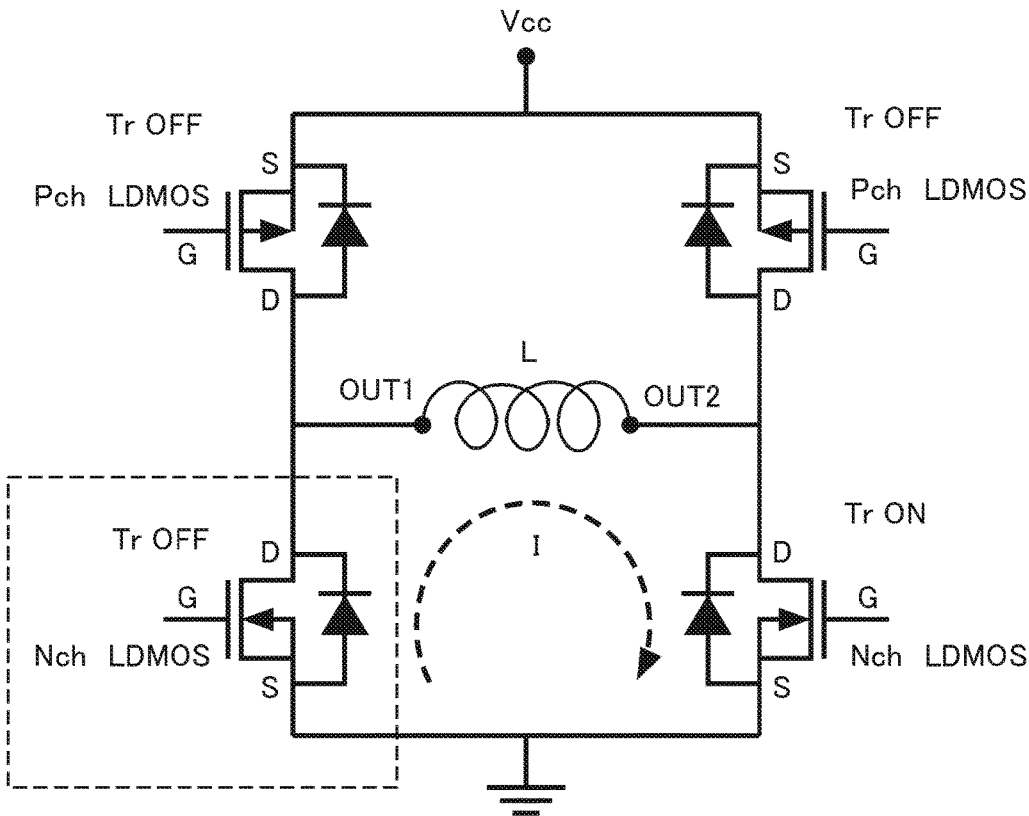 Vcc
Tr OFF
Tr OFF
S
S
Pch LDMOS
Pch LDMOS
G
G
D
D
L
OUT1
OUT2
Tr OFF
Tr ON
D
I
D
G
G
Nch LDMOS
Nch LDMOS
S
S